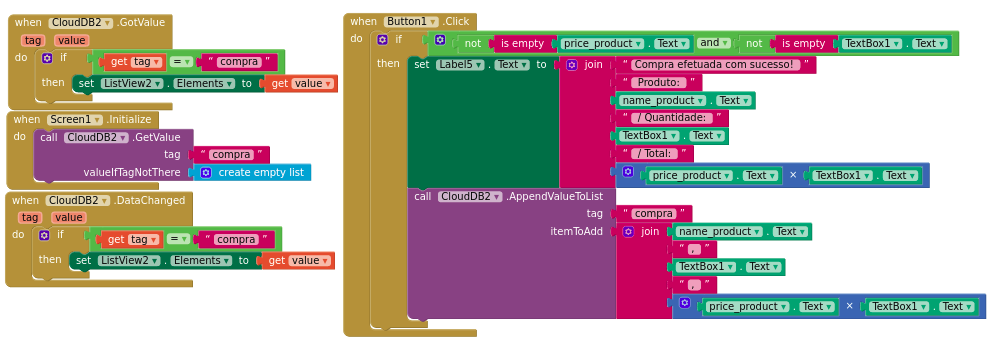 when CloudDB2 .GotValue
tag value
do if get tag = " compra "
then set ListView2 . Elements to get value
when Screen1 .Initialize
do call CloudDB2 .GetValue
tag " compra "
valueIfTagNotThere create empty list
when CloudDB2 .DataChanged
tag value
do if get tag = " compra "
then set ListView2 . Elements to get value
when Button1 .Click
do if not is empty price_product . Text and not is empty TextBox1 . Text
then set Label5 . Text to join " Compra efetuada com sucesso! "
" Produto: "
name_product . Text
" / Quantidade: "
TextBox1 . Text
" / Total: "
price_product . Text × TextBox1 . Text
call CloudDB2 .AppendValueToList
tag " compra "
itemToAdd join name_product . Text
" , "
TextBox1 . Text
" , "
price_product . Text × TextBox1 . Text